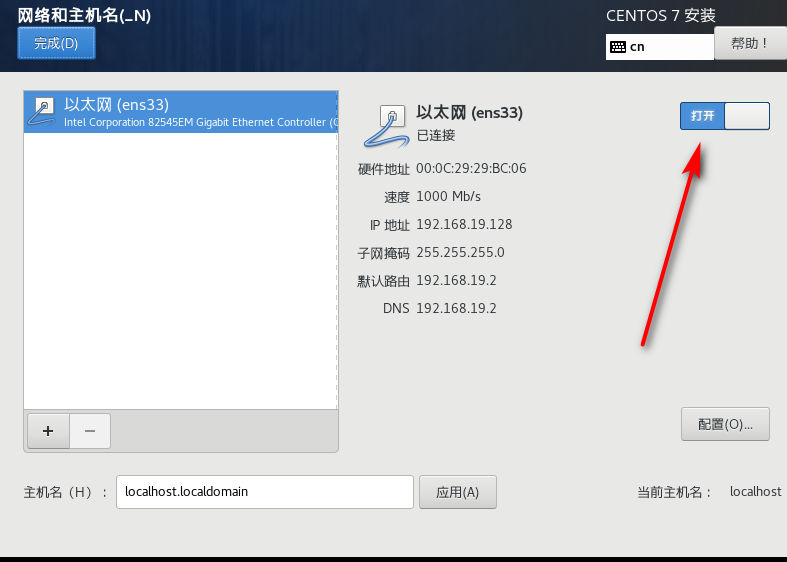 网络和主机名(_N)
CENTOS 7 安装
完成(D)
cn
帮助！
以太网 (ens33)
Intel Corporation 82545EM Gigabit Ethernet Controller (C
以太网 (ens33)
已连接
打开
硬件地址 00:0C:29:29:BC:06
速度 1000 Mb/s
IP 地址 192.168.19.128
子网掩码 255.255.255.0
默认路由 192.168.19.2
DNS 192.168.19.2
+ −
配置(O)...
主机名（H）： localhost.localdomain 应用(A) 当前主机名： localhost